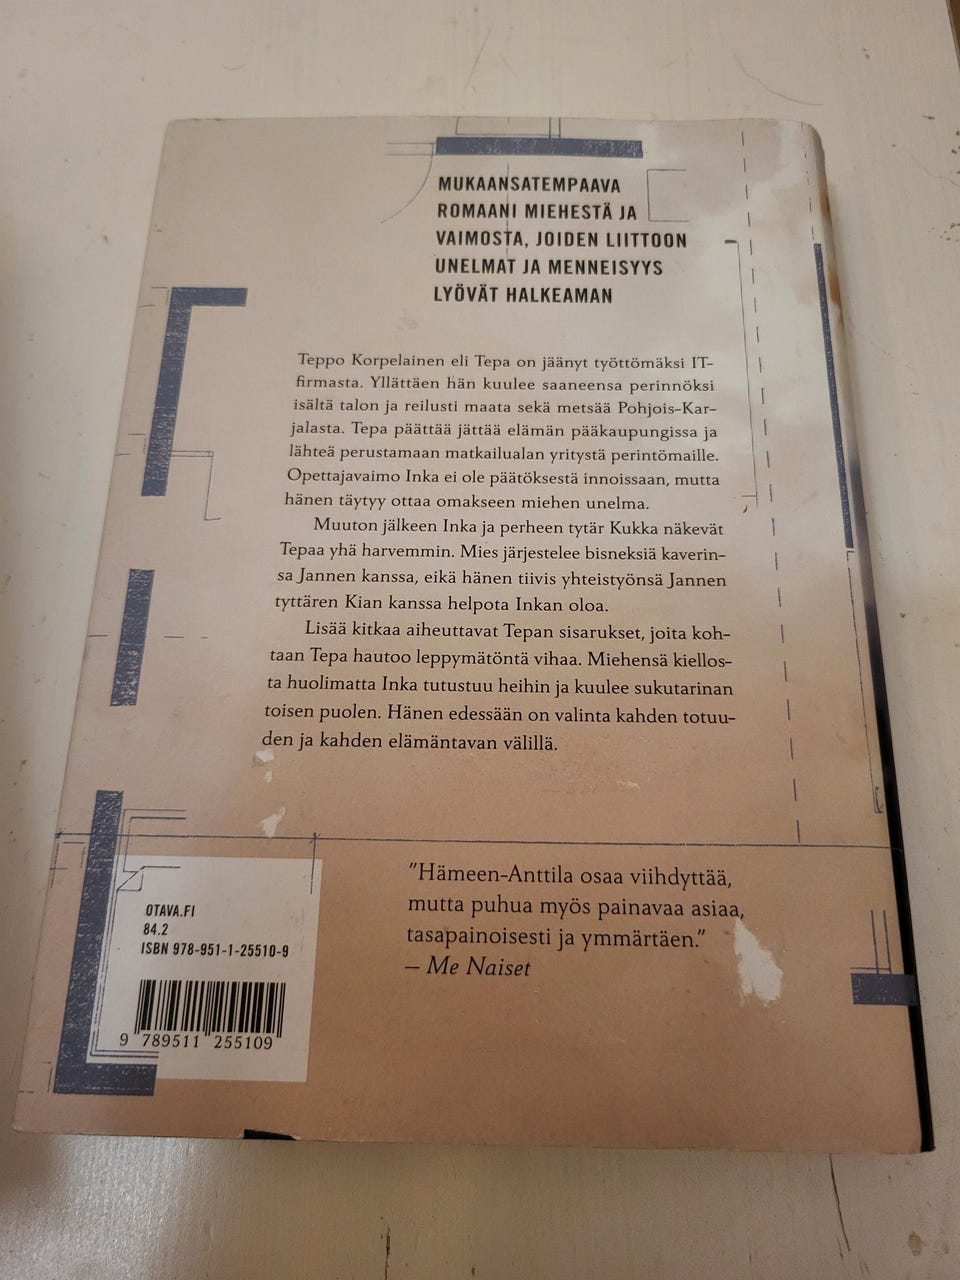 MUKAANSATEMPAAVA
ROMAANI MIEHESTÄ JA
VAIMOSTA, JOIDEN LIITTOON
UNELMAT JA MENNEISYYS
LYÖVÄT HALKEAMAN
Teppo Korpelainen eli Tepa on jäänyt työttömäksi IT-
firmasta. Yllättäen hän kuulee saaneensa perinnöksi
isältä talon ja reilusti maata sekä metsää Pohjois-Kar-
jalasta. Tepa päättää jättää elämän pääkaupungissa ja
lähteä perustamaan matkailualan yritystä perintömaille.
Opettajavaimo Inka ei ole päätöksestä innoissaan, mutta
hänen täytyy ottaa omakseen miehen unelma.
Muuton jälkeen Inka ja perheen tytär Kukka näkevät
Tepaa yhä harvemmin. Mies järjestelee bisneksiä kaverin-
sa Jannen kanssa, eikä hänen tiivis yhteistyönsä Jannen
tyttären Kian kanssa helpota Inkan oloa.
Lisää kitkaa aiheuttavat Tepan sisarukset, joita koh-
taan Tepa hautoo leppymätöntä vihaa. Miehensä kiellos-
ta huolimatta Inka tutustuu heihin ja kuulee sukutarinan
toisen puolen. Hänen edessään on valinta kahden totuu-
den ja kahden elämäntavan välillä.
"Hämeen-Anttila osaa viihdyttää,
mutta puhua myös painavaa asiaa,
tasapainoisesti ja ymmärtäen."
– Me Naiset
OTAVA.FI
84.2
ISBN 978-951-1-25510-9
9 789511 255109